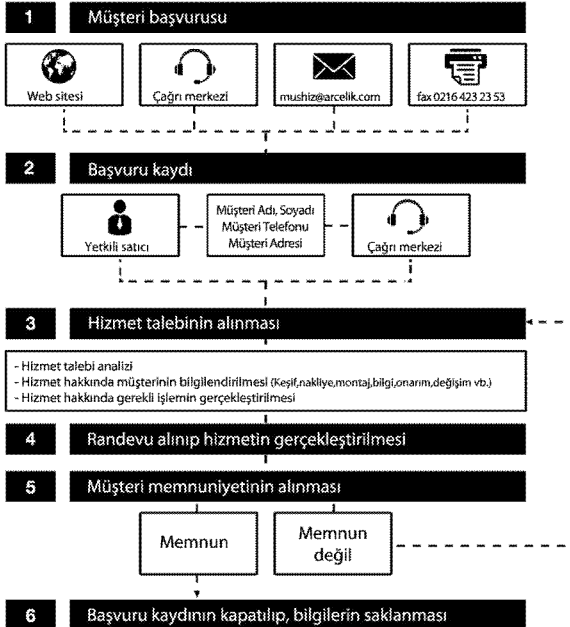 1 Müşteri başvurusu
Web sitesi
Çağrı merkezi
mushiz@arcelik.com
fax 0216 423 23 53
2 Başvuru kaydı
Yetkili satıcı
Müşteri Adı, Soyadı
Müşteri Telefonu
Müşteri Adresi
Çağrı merkezi
3 Hizmet talebinin alınması
- Hizmet talebi analizi
- Hizmet hakkında müşterinin bilgilendirilmesi (Keşif,nakliye,montaj,bilgi,onarım,değişim vb.)
- Hizmet hakkında gerekli işlemin gerçekleştirilmesi
4 Randevu alınıp hizmetin gerçekleştirilmesi
5 Müşteri memnuniyetinin alınması
Memnun
Memnun
değil
6 Başvuru kaydının kapatılıp, bilgilerin saklanması